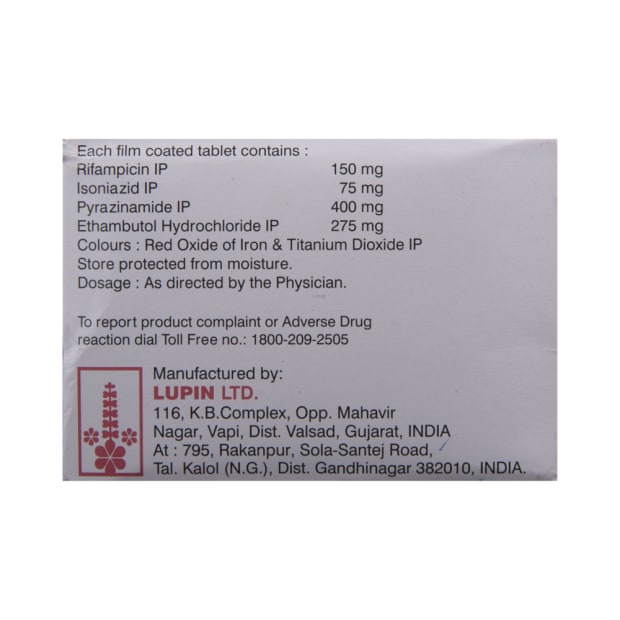 Each film coated tablet contains :
Rifampicin IP 150 mg
Isoniazid IP 75 mg
Pyrazinamide IP 400 mg
Ethambutol Hydrochloride IP 275 mg
Colours : Red Oxide of Iron & Titanium Dioxide IP
Store protected from moisture.
Dosage : As directed by the Physician.
To report product complaint or Adverse Drug
reaction dial Toll Free no.: 1800-209-2505
Manufactured by:
LUPIN LTD.
116, K.B.Complex, Opp. Mahavir
Nagar, Vapi, Dist. Valsad, Gujarat, INDIA
At : 795, Rakanpur, Sola-Santej Road,
Tal. Kalol (N.G.), Dist. Gandhinagar 382010, INDIA.